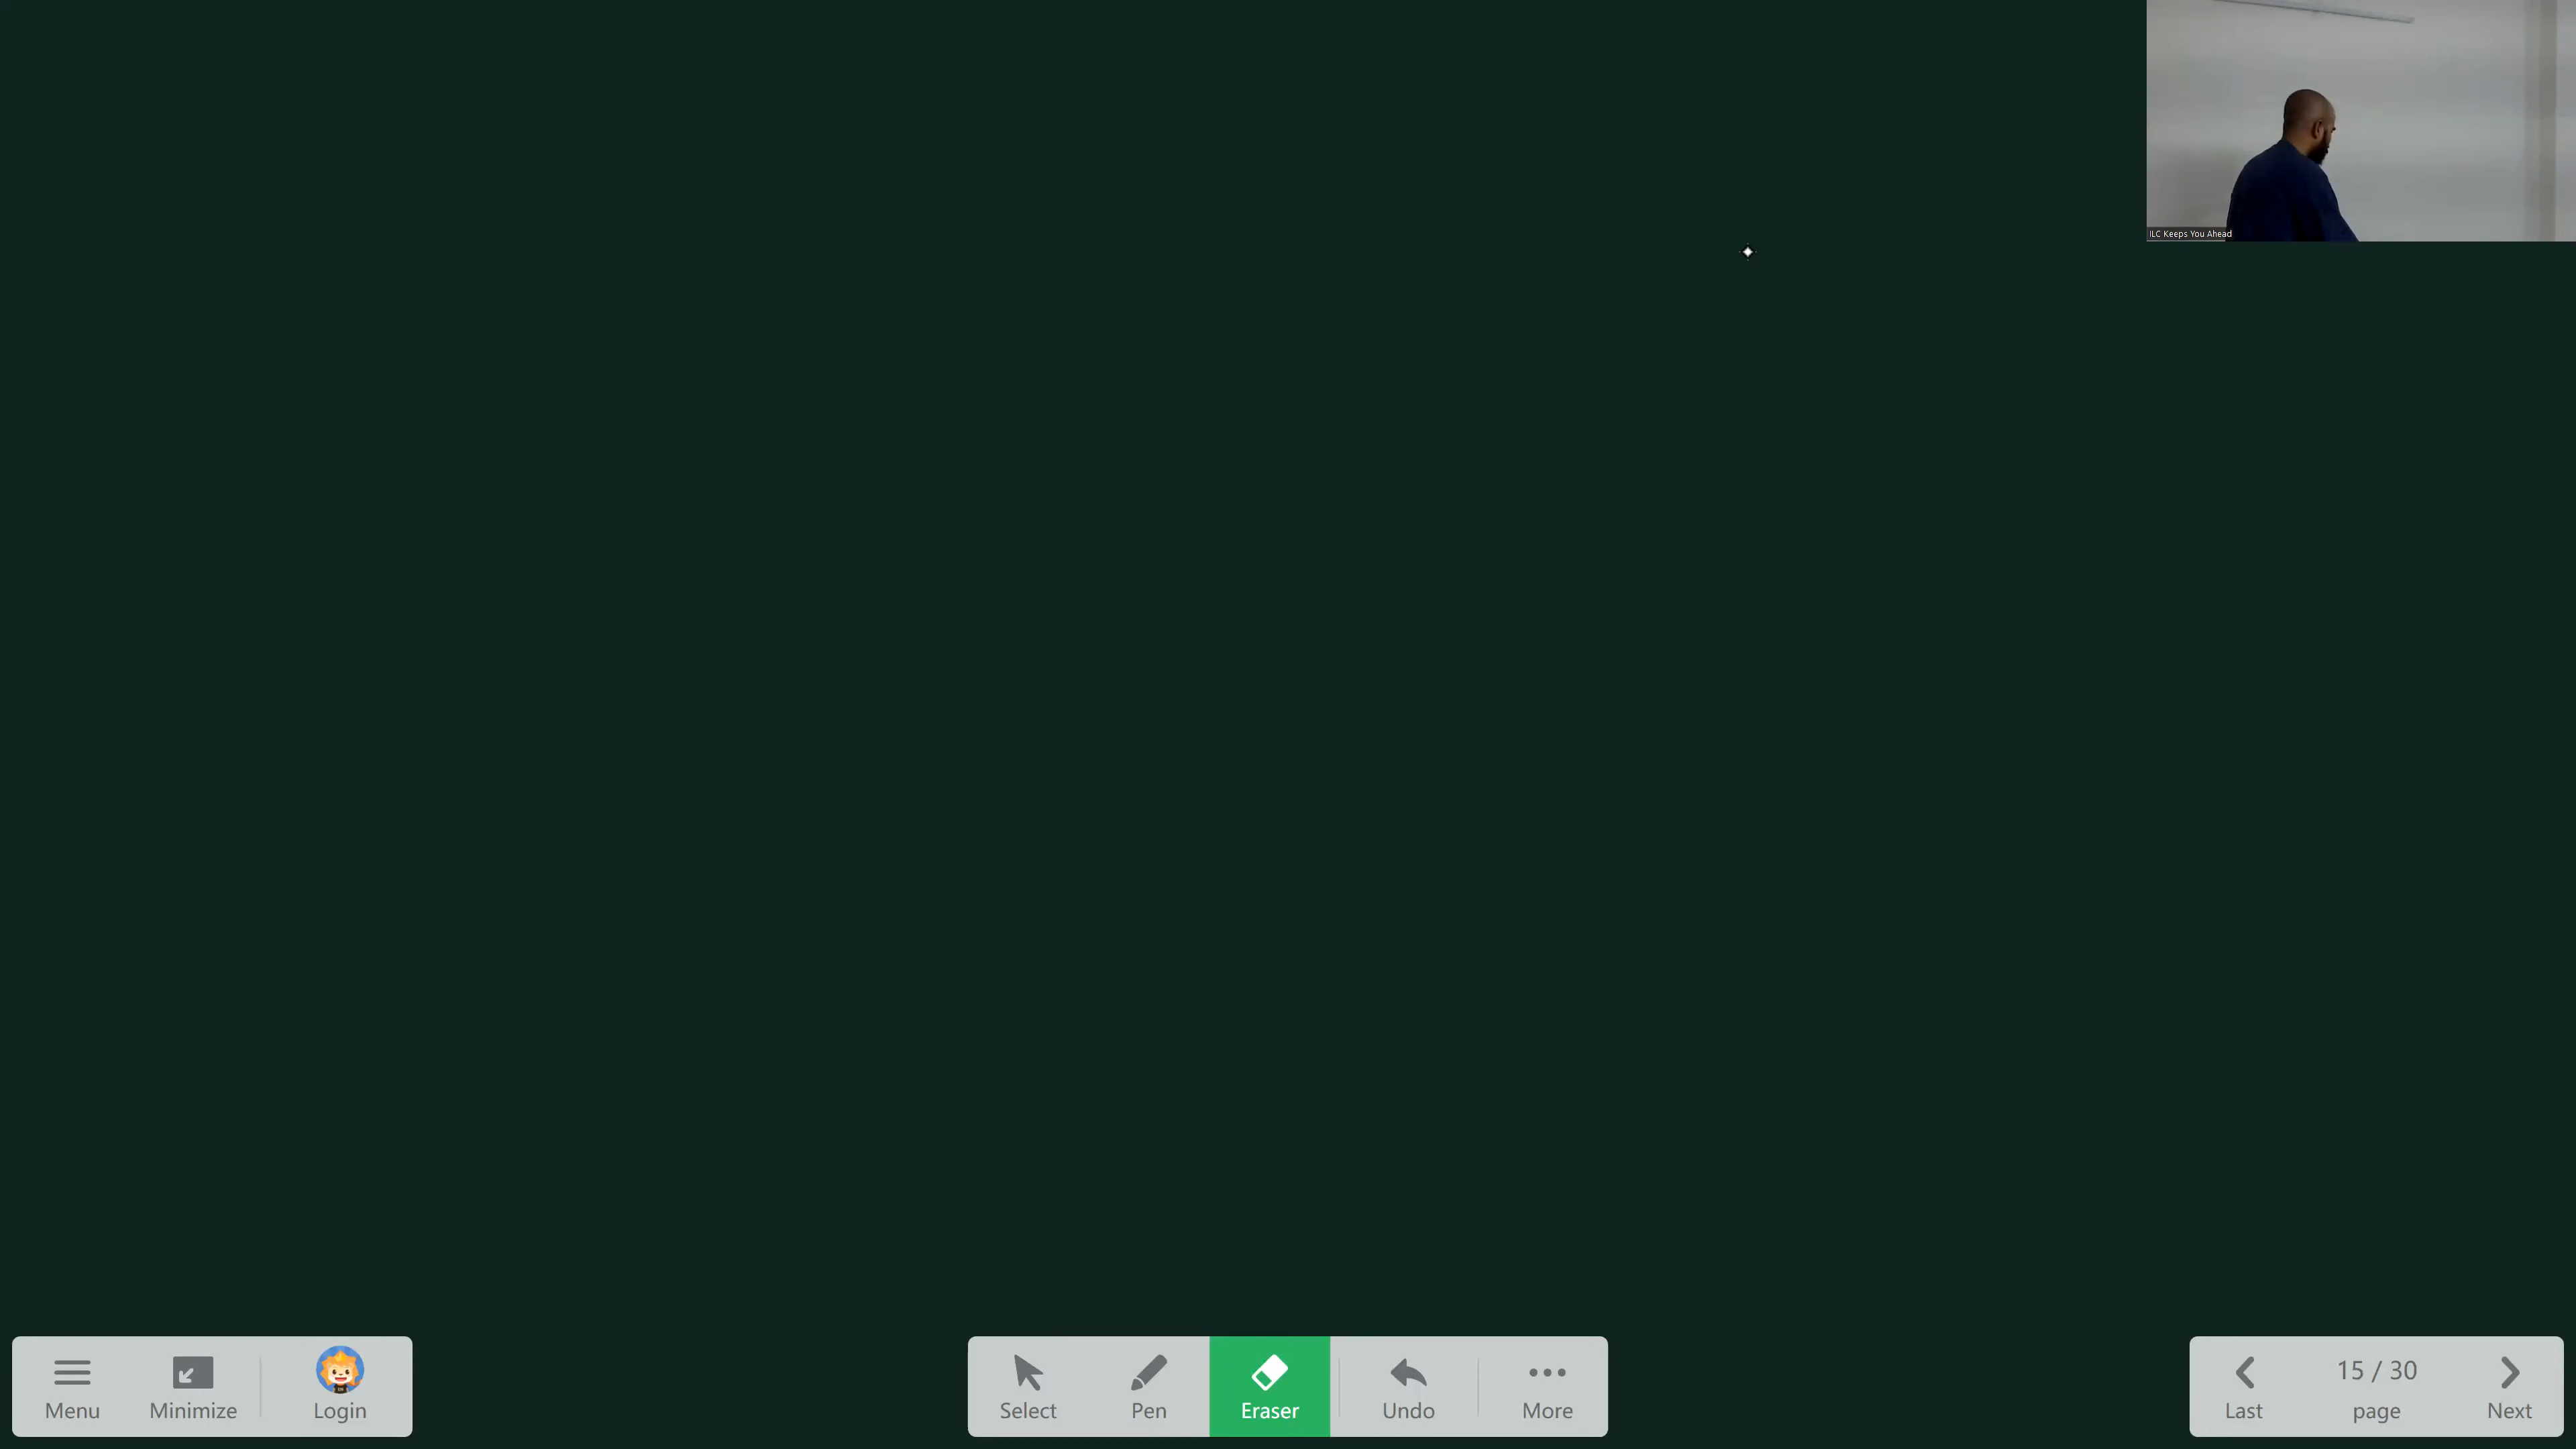 ILC Keeps You Ahead
Menu
Minimize
Login
Select
Pen
Eraser
Undo
More
Last
15 / 30
page
Next